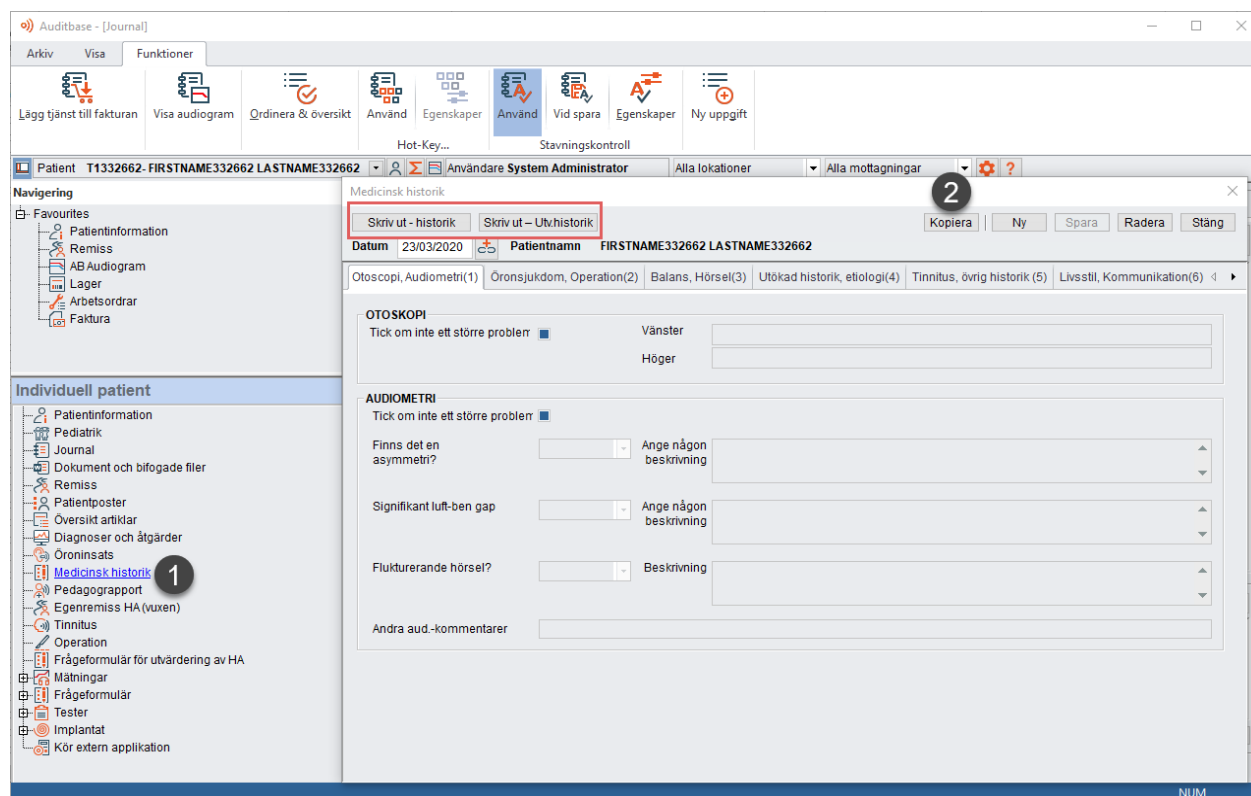 Auditbase - [Journal]
Arkiv Visa Funktioner
Lägg tjänst till fakturan Visa audiogram Ordinera & översikt Använd Egenskaper Använd Vid spara Egenskaper Ny uppgift
Hot-Key... Stavningskontroll
Patient T1332662- FIRSTNAME332662 LASTNAME332662 Användare System Administrator Alla lokationer Alla mottagningar
Navigering
Favourites
Patientinformation
Remiss
AB Audiogram
Lager
Arbetsordrar
Faktura
Individuell patient
Patientinformation
Pediatrik
Journal
Dokument och bifogade filer
Remiss
Patientposter
Översikt artiklar
Diagnoser och åtgärder
Öroninsats
Medicinsk historik 1
Pedagograpport
Egenremiss HA (vuxen)
Tinnitus
Operation
Frågeformulär för utvärdering av HA
Mätningar
Frågeformulär
Tester
Implantat
Kör extern applikation
Medicinsk historik
2
Skriv ut - historik Skriv ut – Utv.historik Kopiera Ny Spara Radera Stäng
Datum 23/03/2020 Patientnamn FIRSTNAME332662 LASTNAME332662
Otoscopi, Audiometri(1) Öronsjukdom, Operation(2) Balans, Hörsel(3) Utökad historik, etiologi(4) Tinnitus, övrig historik (5) Livsstil, Kommunikation(6)
OTOSKOPI
Tick om inte ett större problem Vänster
Höger
AUDIOMETRI
Tick om inte ett större problem
Finns det en asymmetri? Ange någon beskrivning
Signifikant luft-ben gap Ange någon beskrivning
Flukturerande hörsel? Beskrivning
Andra aud.-kommentarer
NUM